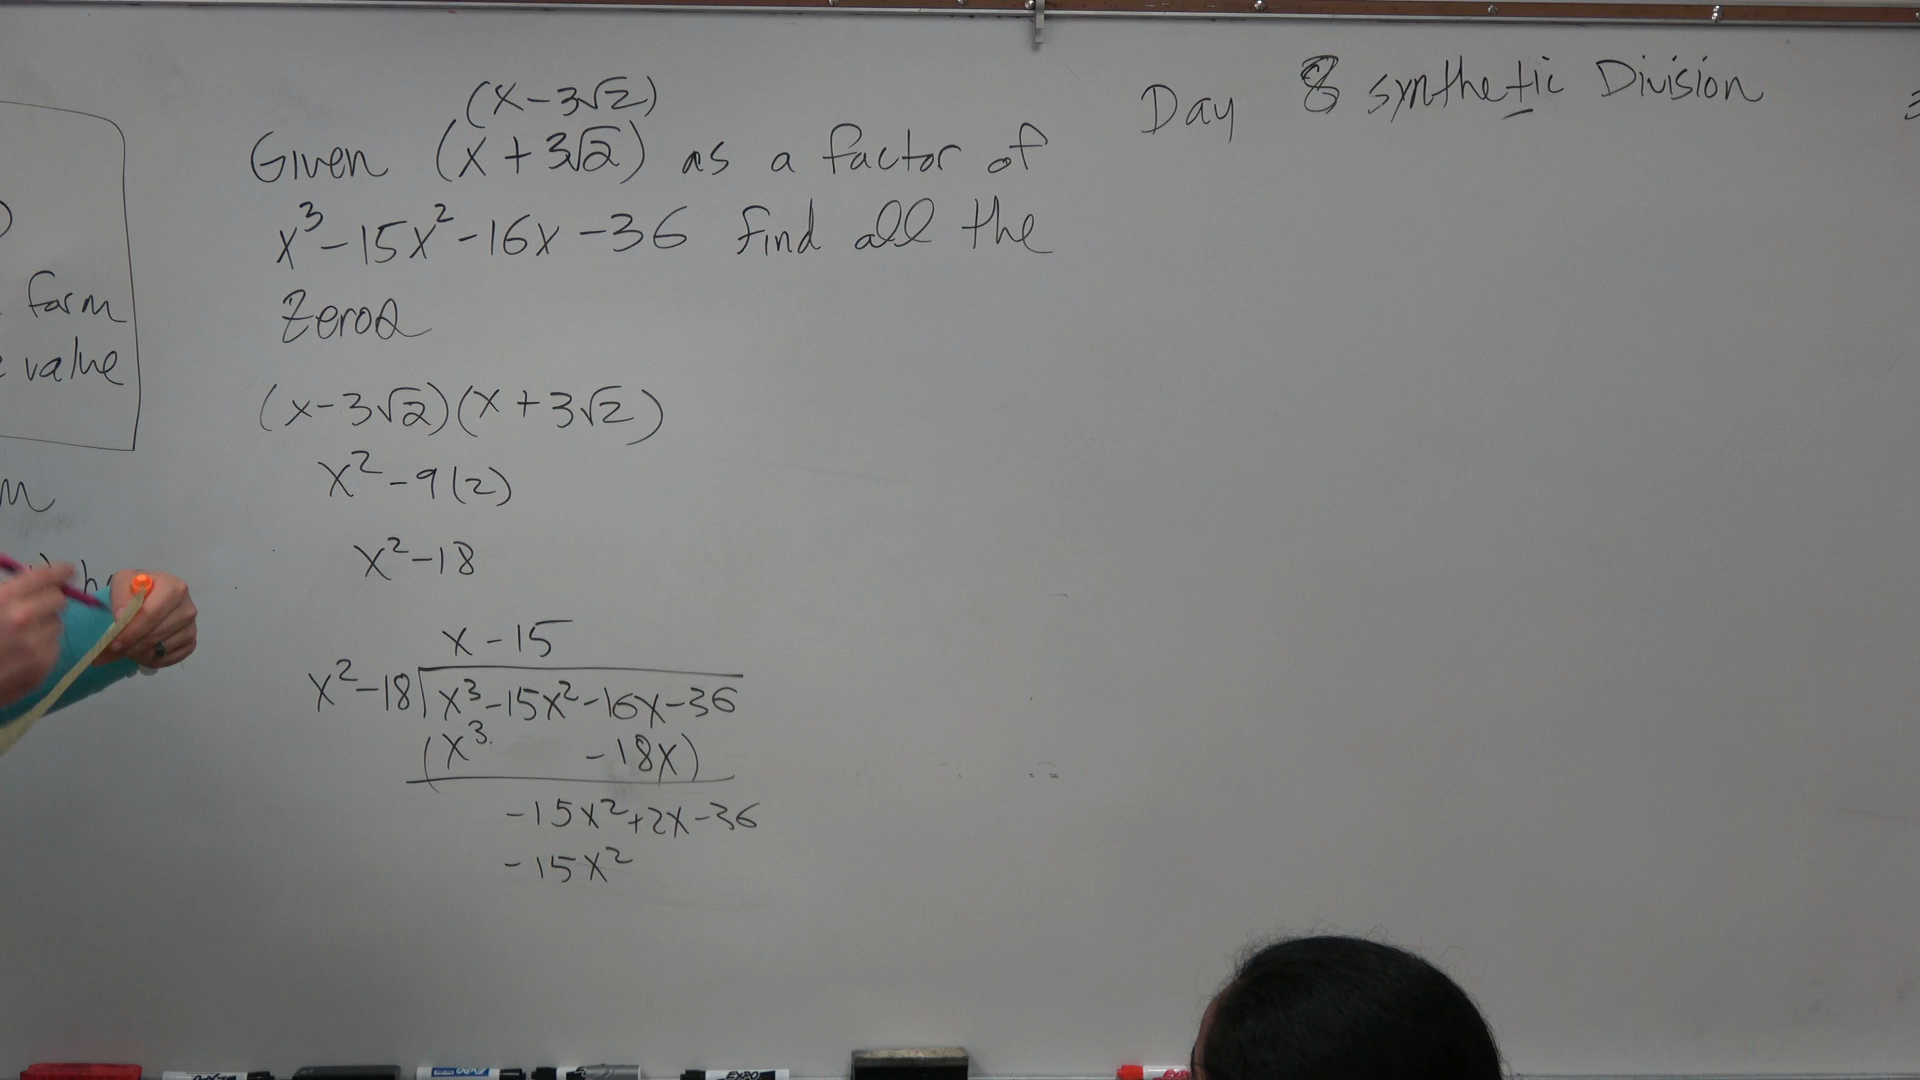 (x-3√2)
Given (x+3√2) as a factor of
x³-15x²-16x-36 find all the
zeros
(x-3√2)(x+3√2)
x²-9(2)
x²-18
x-15
x²-18 x³-15x²-16x-36
(x³ -18x)
-15x²+2x-36
-15x²
Day 8 synthetic Division
form
value
EXPO